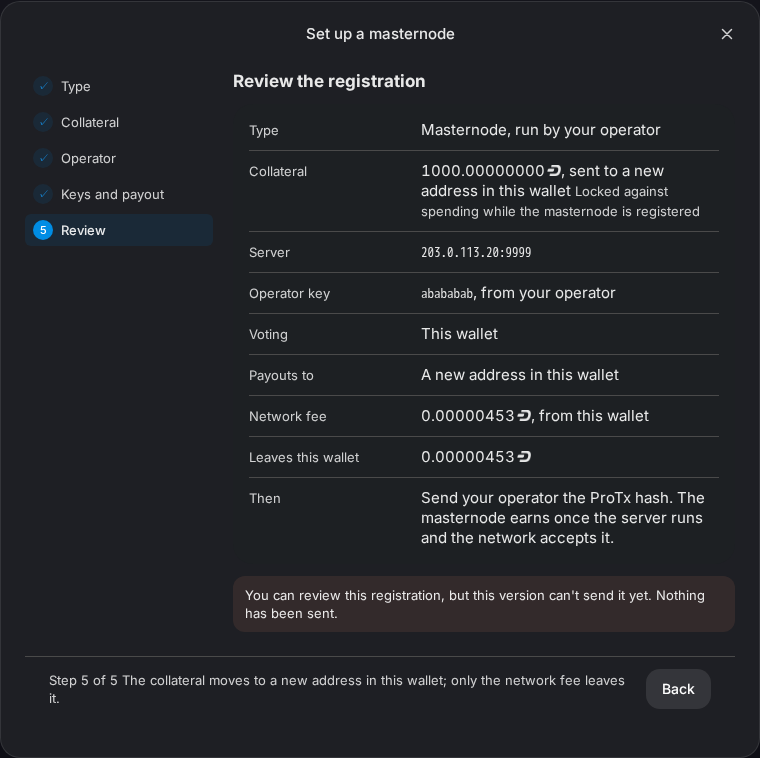 Set up a masternode
Type
Collateral
Operator
Keys and payout
5 Review
Review the registration
Type Masternode, run by your operator
Collateral 1000.00000000, sent to a new
address in this wallet Locked against
spending while the masternode is registered
Server 203.0.113.20:9999
Operator key abababab, from your operator
Voting This wallet
Payouts to A new address in this wallet
Network fee 0.00000453, from this wallet
Leaves this wallet 0.00000453
Then Send your operator the ProTx hash. The
masternode earns once the server runs
and the network accepts it.
You can review this registration, but this version can't send it yet. Nothing
has been sent.
Step 5 of 5 The collateral moves to a new address in this wallet; only the network fee leaves
it.
Back